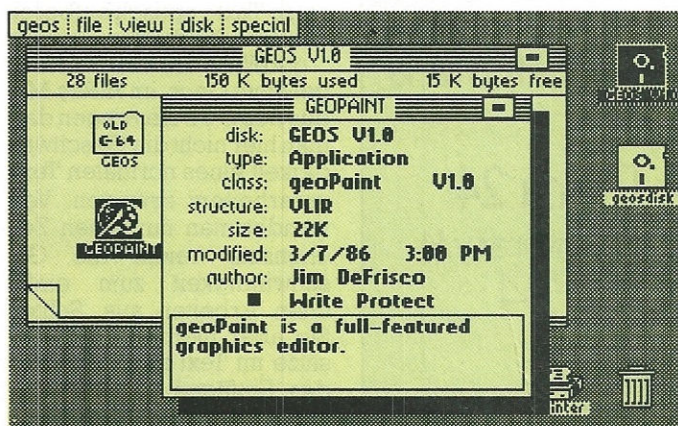 geos file view disk special
GEOS V1.0
28 files 150 K bytes used 15 K bytes free
OLD
C-64
GEOS
GEOPAINT
GEOPAINT
disk: GEOS V1.0
type: Application
class: geoPaint V1.0
structure: VLIR
size: 22K
modified: 3/7/86 3:00 PM
author: Jim DeFrisco
Write Protect
geoPaint is a full-featured
graphics editor.
geosdisk